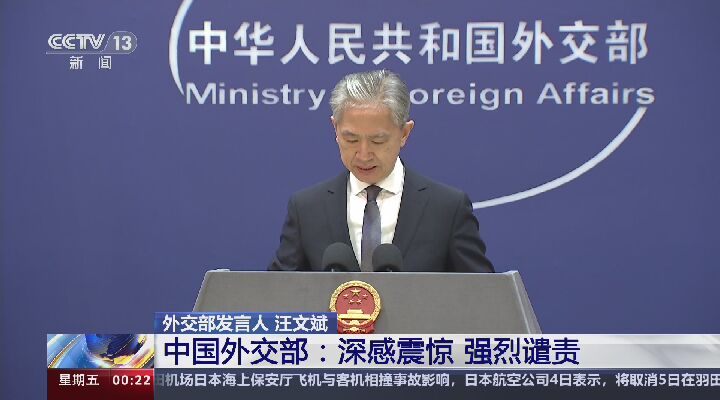 CCTV 13
新闻
中华人民共和国外交部
Ministry Foreign Affairs
外交部发言人 汪文斌
中国外交部：深感震惊 强烈谴责
星期五 00:22 田机场日本海上保安厅飞机与客机相撞事故影响，日本航空公司4日表示，将取消5日在羽田